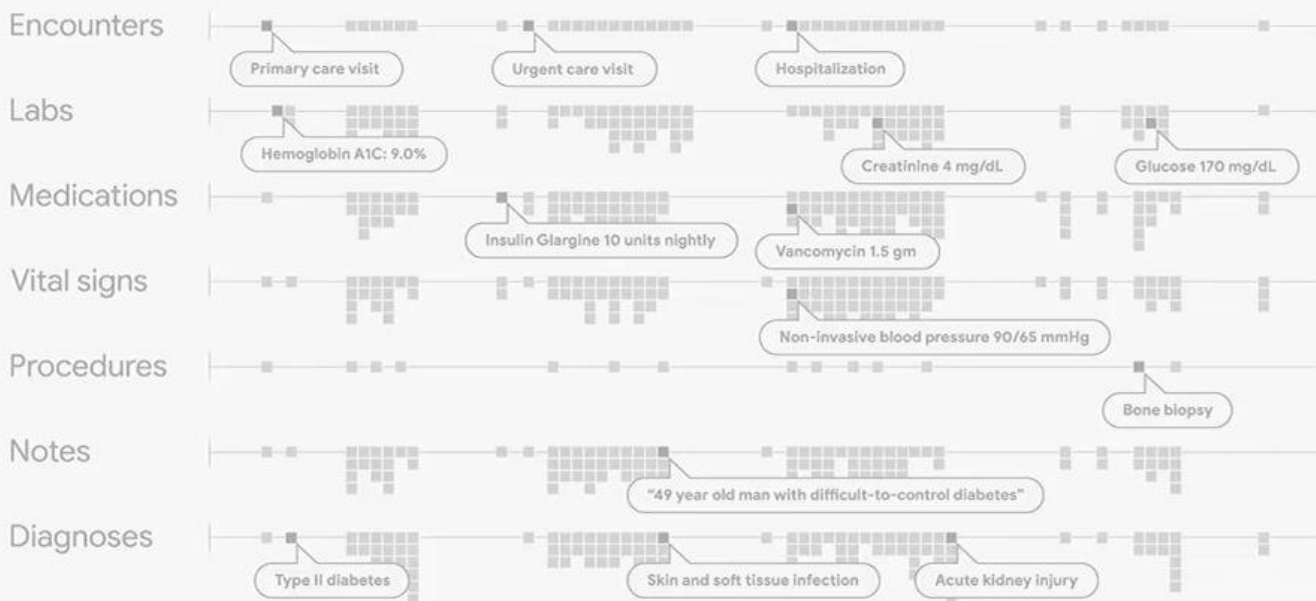 Encounters
Primary care visit
Urgent care visit
Hospitalization
Labs
Hemoglobin A1C: 9.0%
Creatinine 4 mg/dL
Glucose 170 mg/dL
Medications
Insulin Glargine 10 units nightly
Vancomycin 1.5 gm
Vital signs
Non-invasive blood pressure 90/65 mmHg
Procedures
Bone biopsy
Notes
“49 year old man with difficult-to-control diabetes”
Diagnoses
Type II diabetes
Skin and soft tissue infection
Acute kidney injury